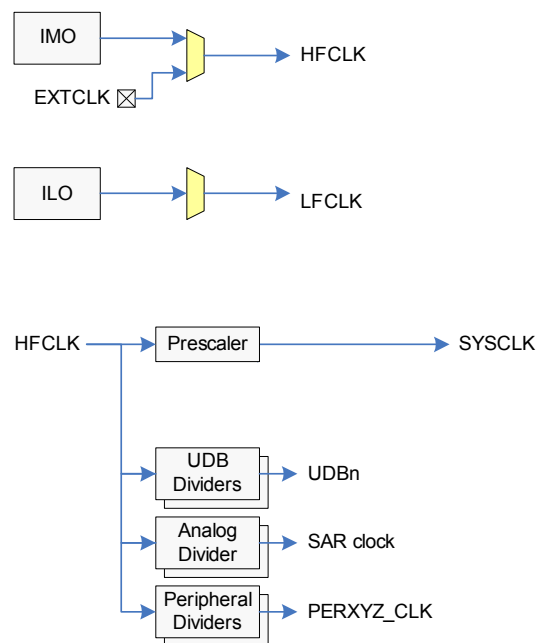 IMO
HFCLK
EXTCLK
ILO
LFCLK
HFCLK
Prescaler
SYSCLK
UDB
Dividers
UDBn
Analog
Divider
SAR clock
Peripheral
Dividers
PERXYZ_CLK